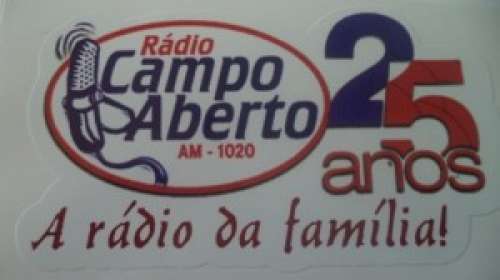 Rádio
Campo
Aberto
AM - 1020
25
anos
A rádio da família!